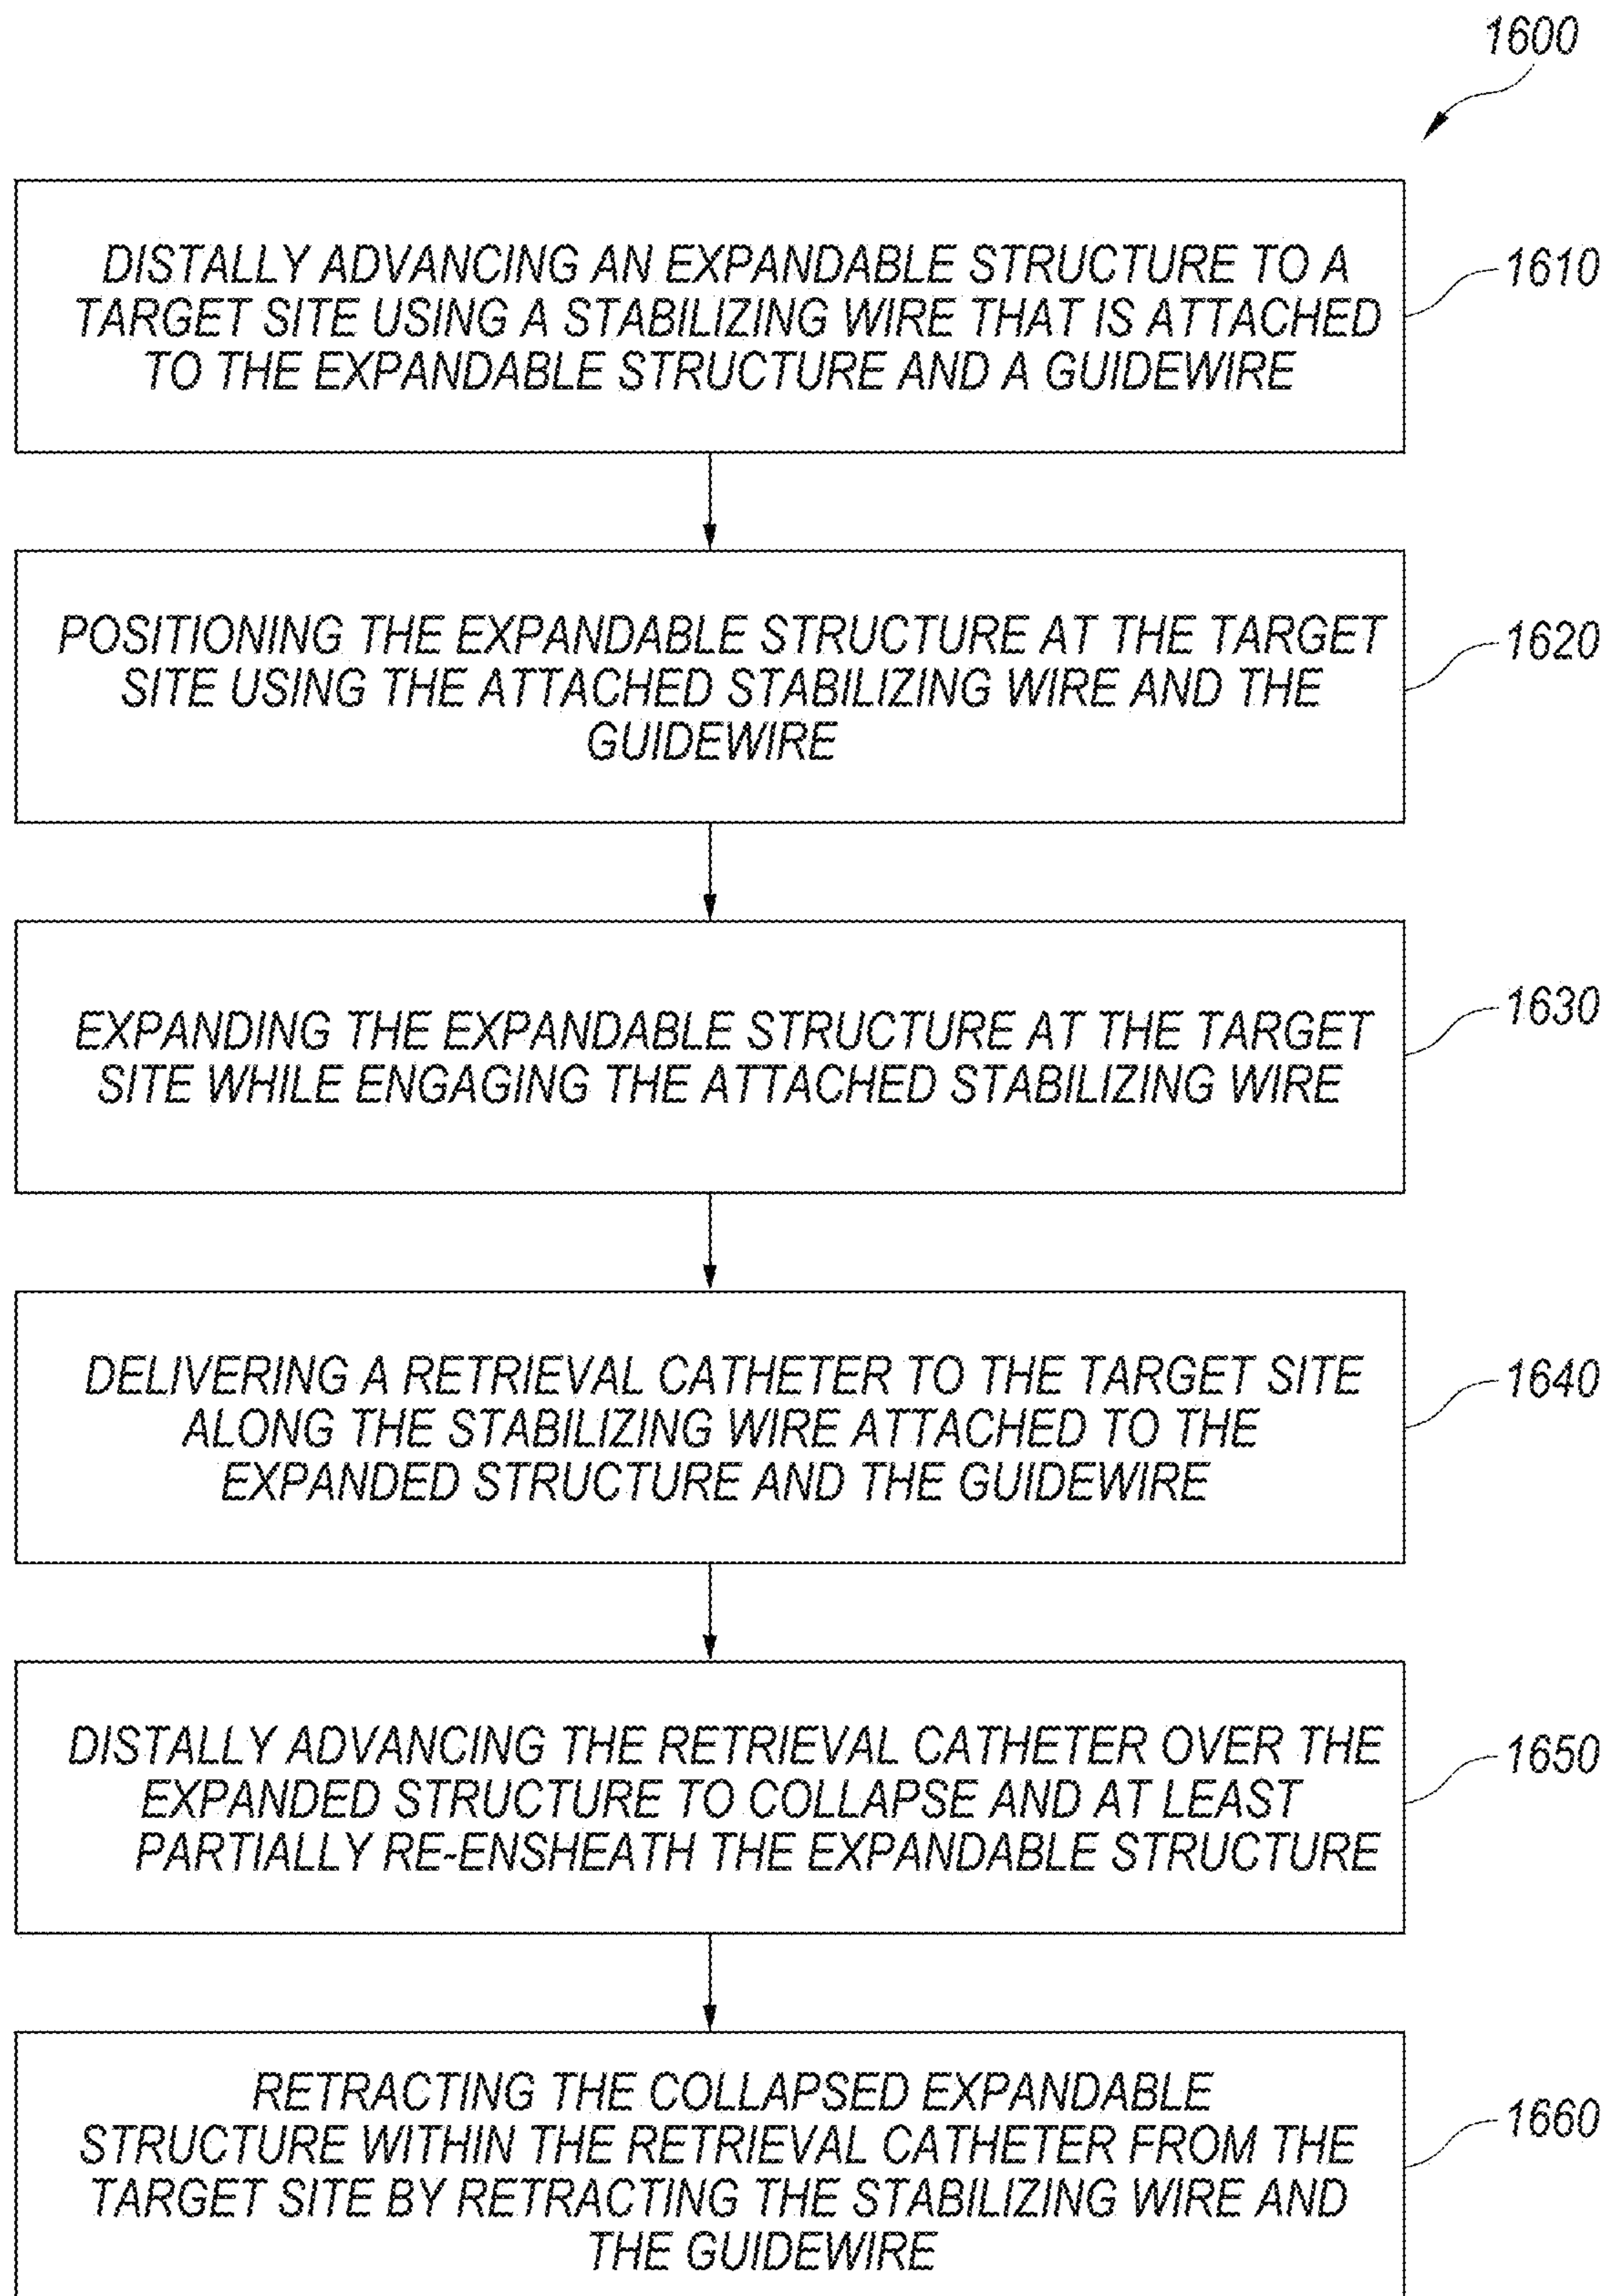 1600
DISTALLY ADVANCING AN EXPANDABLE STRUCTURE TO A
TARGET SITE USING A STABILIZING WIRE THAT IS ATTACHED
TO THE EXPANDABLE STRUCTURE AND A GUIDEWIRE
1610
POSITIONING THE EXPANDABLE STRUCTURE AT THE TARGET
SITE USING THE ATTACHED STABILIZING WIRE AND THE
GUIDEWIRE
1620
EXPANDING THE EXPANDABLE STRUCTURE AT THE TARGET
SITE WHILE ENGAGING THE ATTACHED STABILIZING WIRE
1630
DELIVERING A RETRIEVAL CATHETER TO THE TARGET SITE
ALONG THE STABILIZING WIRE ATTACHED TO THE
EXPANDED STRUCTURE AND THE GUIDEWIRE
1640
DISTALLY ADVANCING THE RETRIEVAL CATHETER OVER THE
EXPANDED STRUCTURE TO COLLAPSE AND AT LEAST
PARTIALLY RE-ENSHEATH THE EXPANDABLE STRUCTURE
1650
RETRACTING THE COLLAPSED EXPANDABLE
STRUCTURE WITHIN THE RETRIEVAL CATHETER FROM THE
TARGET SITE BY RETRACTING THE STABILIZING WIRE AND
THE GUIDEWIRE
1660